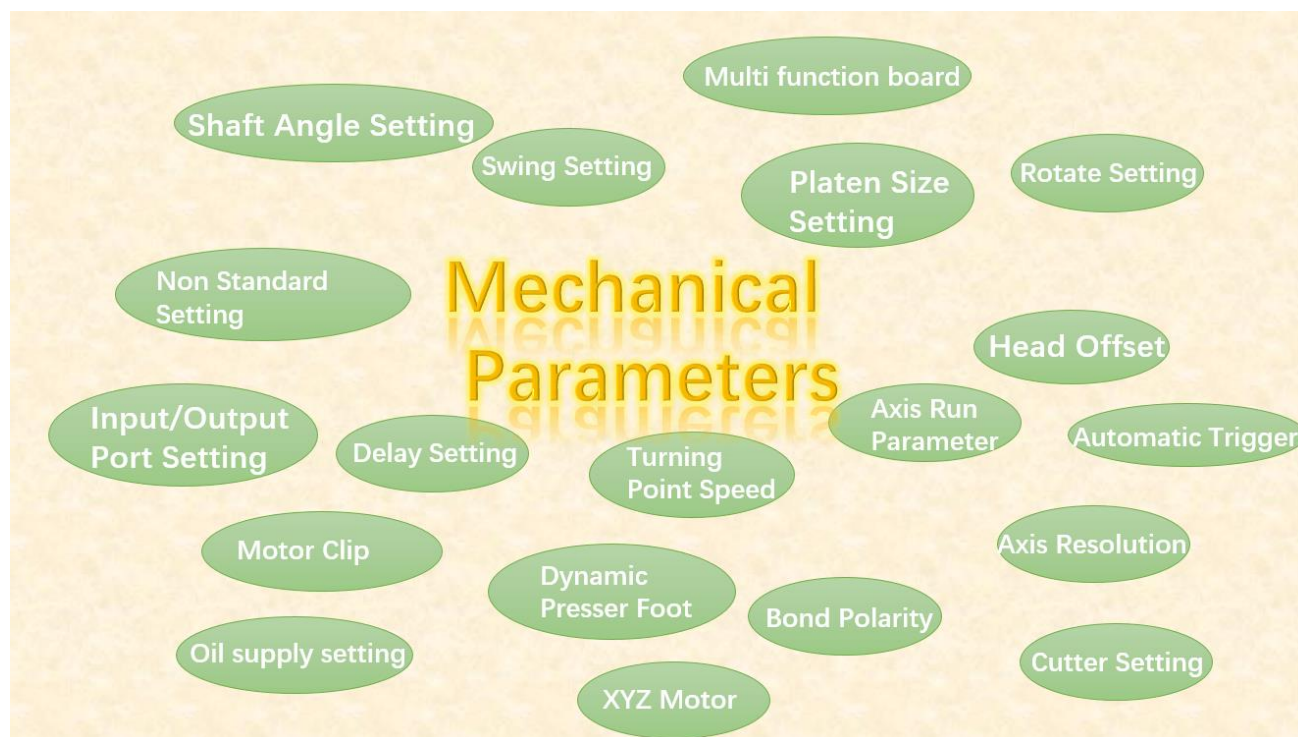 Multi function board
Shaft Angle Setting
Swing Setting
Platen Size
Setting
Rotate Setting
Non Standard
Setting
Mechanical
Parameters
Head Offset
Input/Output
Port Setting
Delay Setting
Turning
Point Speed
Axis Run
Parameter
Automatic Trigger
Motor Clip
Dynamic
Presser Foot
Bond Polarity
Axis Resolution
Oil supply setting
XYZ Motor
Cutter Setting